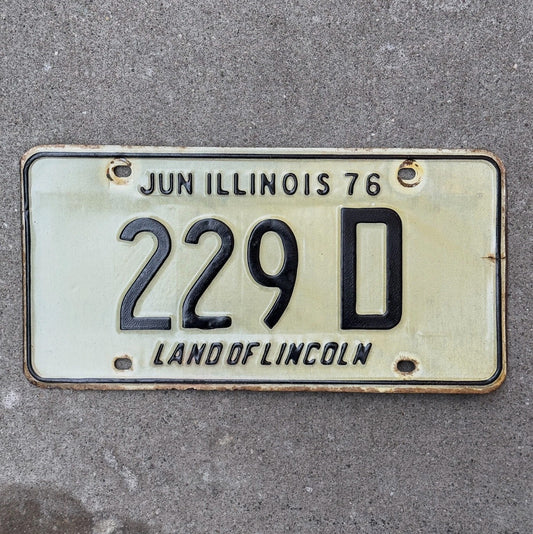 JUN ILLINOIS 76
229 D
LAND OF LINCOLN